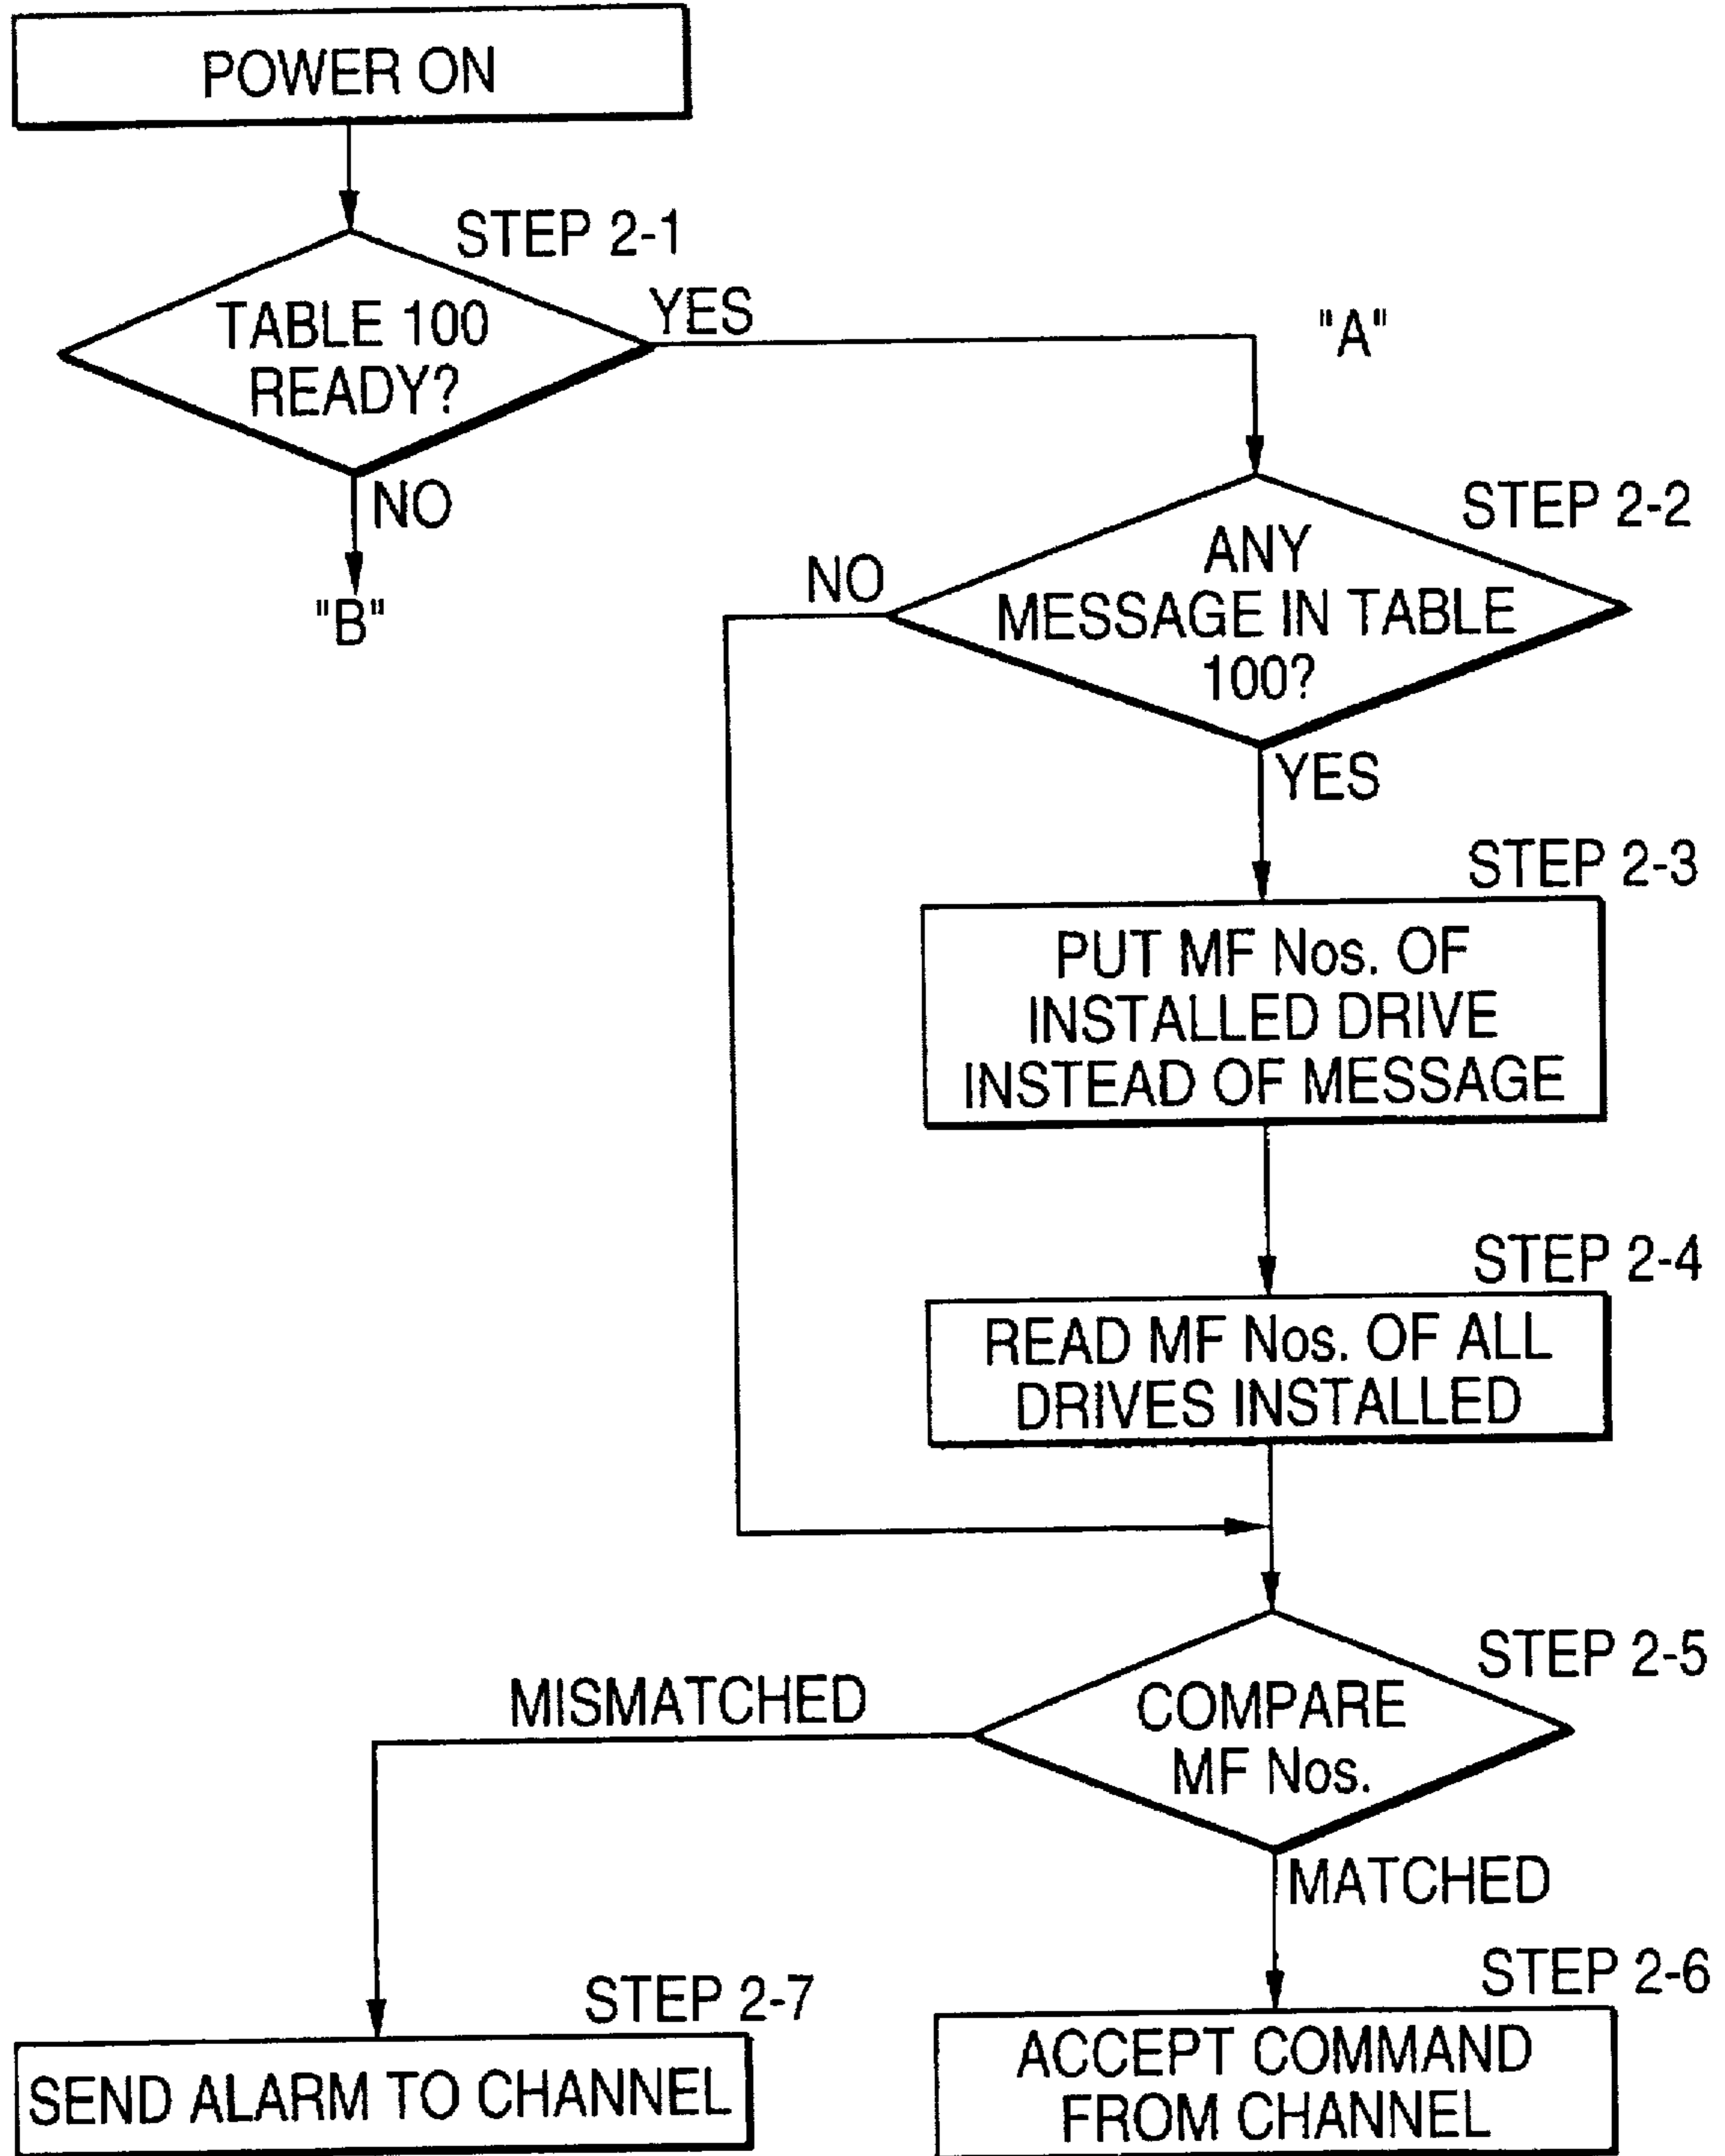 POWER ON
STEP 2-1
TABLE 100
READY?
YES
"A"
NO
"B"
STEP 2-2
ANY
MESSAGE IN TABLE
100?
NO
YES
STEP 2-3
PUT MF Nos. OF
INSTALLED DRIVE
INSTEAD OF MESSAGE
STEP 2-4
READ MF Nos. OF ALL
DRIVES INSTALLED
STEP 2-5
COMPARE
MF Nos.
MISMATCHED
MATCHED
STEP 2-7
SEND ALARM TO CHANNEL
STEP 2-6
ACCEPT COMMAND
FROM CHANNEL